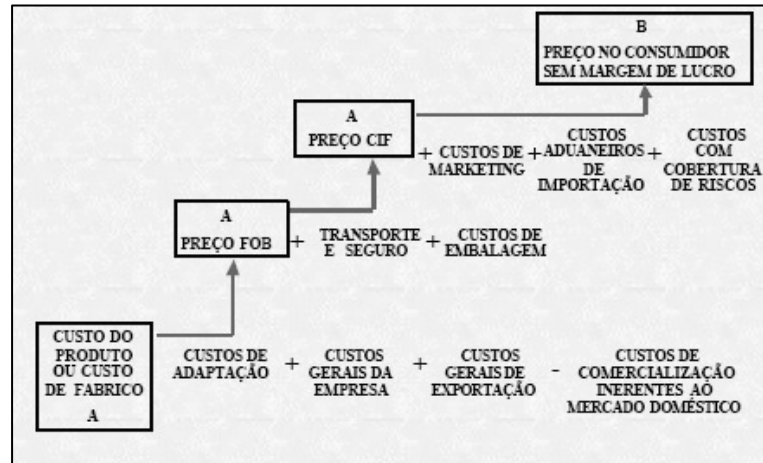 B
PREÇO NO CONSUMIDOR
SEM MARGEM DE LUCRO
A
PREÇO CIF
+ CUSTOS DE
MARKETING
+ CUSTOS
ADUANEIROS
DE
IMPORTAÇÃO
+ CUSTOS
COM
COBERTURA
DE RISCOS
A
PREÇO FOB
+ TRANSPORTE
E SEGURO
+ CUSTOS DE
EMBALAGEM
CUSTO DO
PRODUTO
OU CUSTO
DE FABRICO
A
CUSTOS DE
ADAPTAÇÃO
+ CUSTOS
GERAIS DA
EMPRESA
+ CUSTOS
GERAIS DE
EXPORTAÇÃO
- CUSTOS DE
COMERCIALIZAÇÃO
INERENTES AO
MERCADO DOMÉSTICO